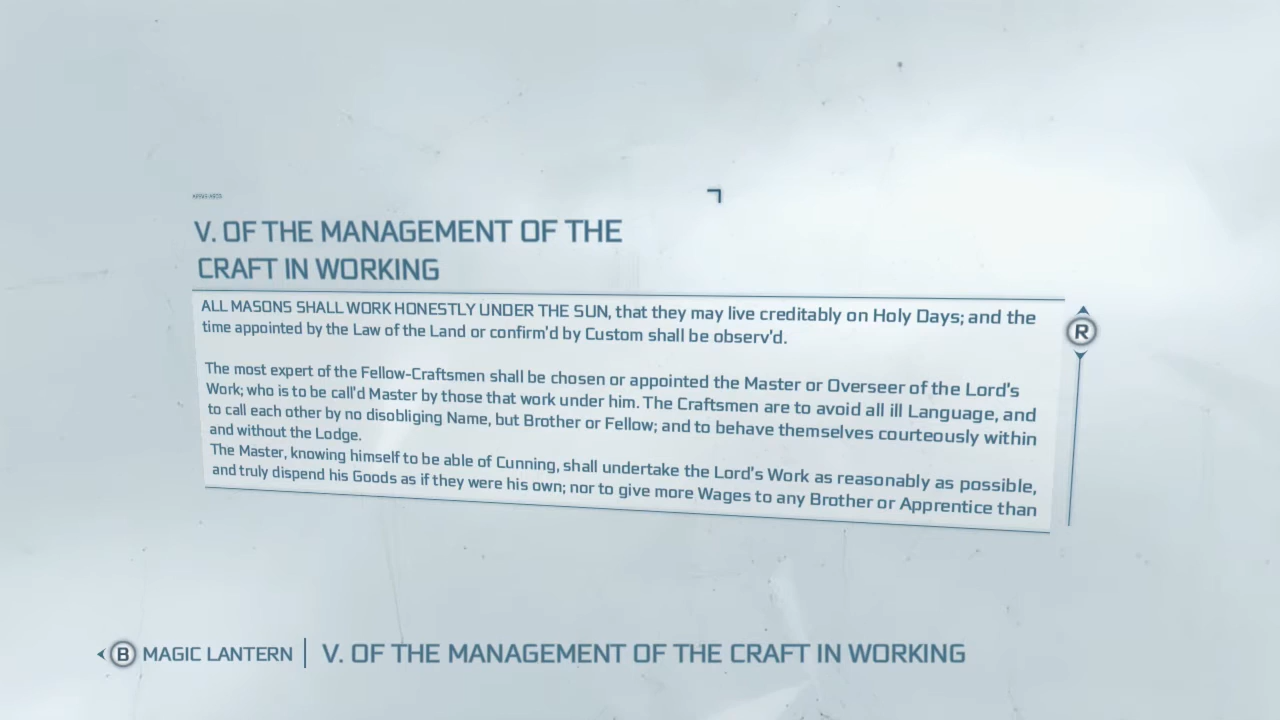 V. OF THE MANAGEMENT OF THE
CRAFT IN WORKING
ALL MASONS SHALL WORK HONESTLY UNDER THE SUN, that they may live creditably on Holy Days; and the
time appointed by the Law of the Land or confirm'd by Custom shall be observ'd.
The most expert of the Fellow-Craftsmen shall be chosen or appointed the Master or Overseer of the Lord's
Work; who is to be call'd Master by those that work under him. The Craftsmen are to avoid all ill Language, and
to call each other by no disobliging Name, but Brother or Fellow; and to behave themselves courteously within
and without the Lodge.
The Master, knowing himself to be able of Cunning, shall undertake the Lord's Work as reasonably as possible,
and truly dispend his Goods as if they were his own; nor to give more Wages to any Brother or Apprentice than
R
B MAGIC LANTERN | V. OF THE MANAGEMENT OF THE CRAFT IN WORKING